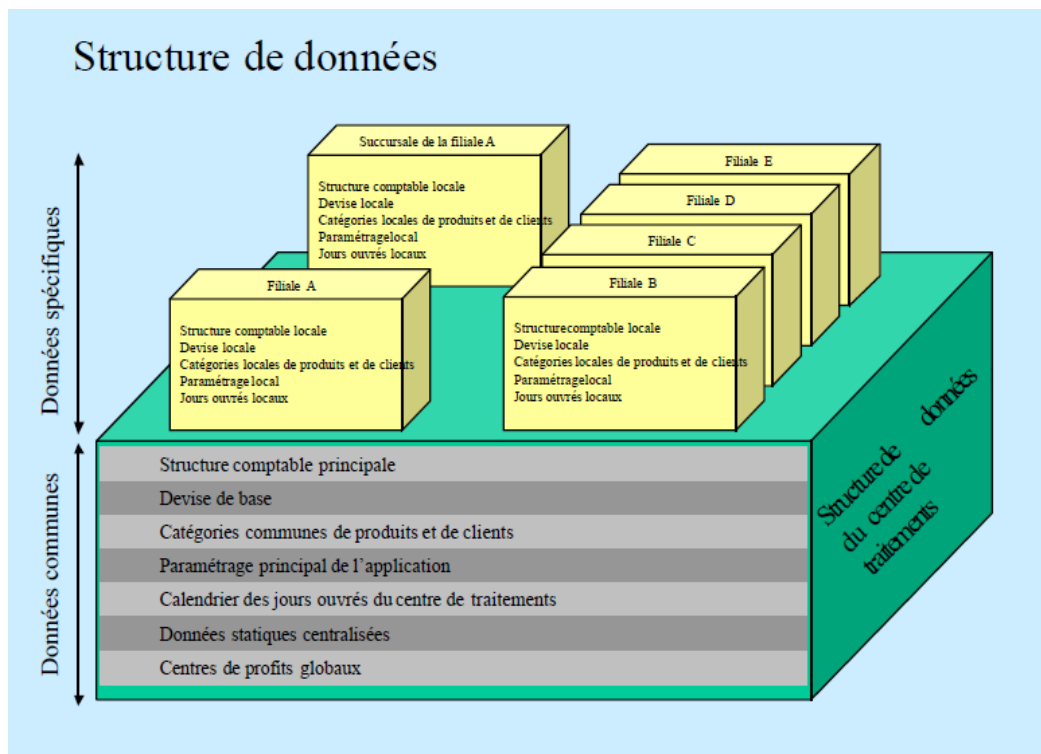 Structure de données
Données spécifiques
Succursale de la filiale A
Structure comptable locale
Devise locale
Catégories locales de produits et de clients
Paramétragelocal
Jours ouvrés locaux
Filiale E
Filiale D
Filiale C
Filiale A
Structure comptable locale
Devise locale
Catégories locales de produits et de clients
Paramétrage local
Jours ouvrés locaux
Filiale B
Structurecomptable locale
Devise locale
Catégories locales de produits et de clients
Paramétragelocal
Jours ouvrés locaux
Données communes
Structure comptable principale
Devise de base
Catégories communes de produits et de clients
Paramétrage principal de l’application
Calendrier des jours ouvrés du centre de traitements
Données statiques centralisées
Centres de profits globaux
Structure de données
du centre de
traitements